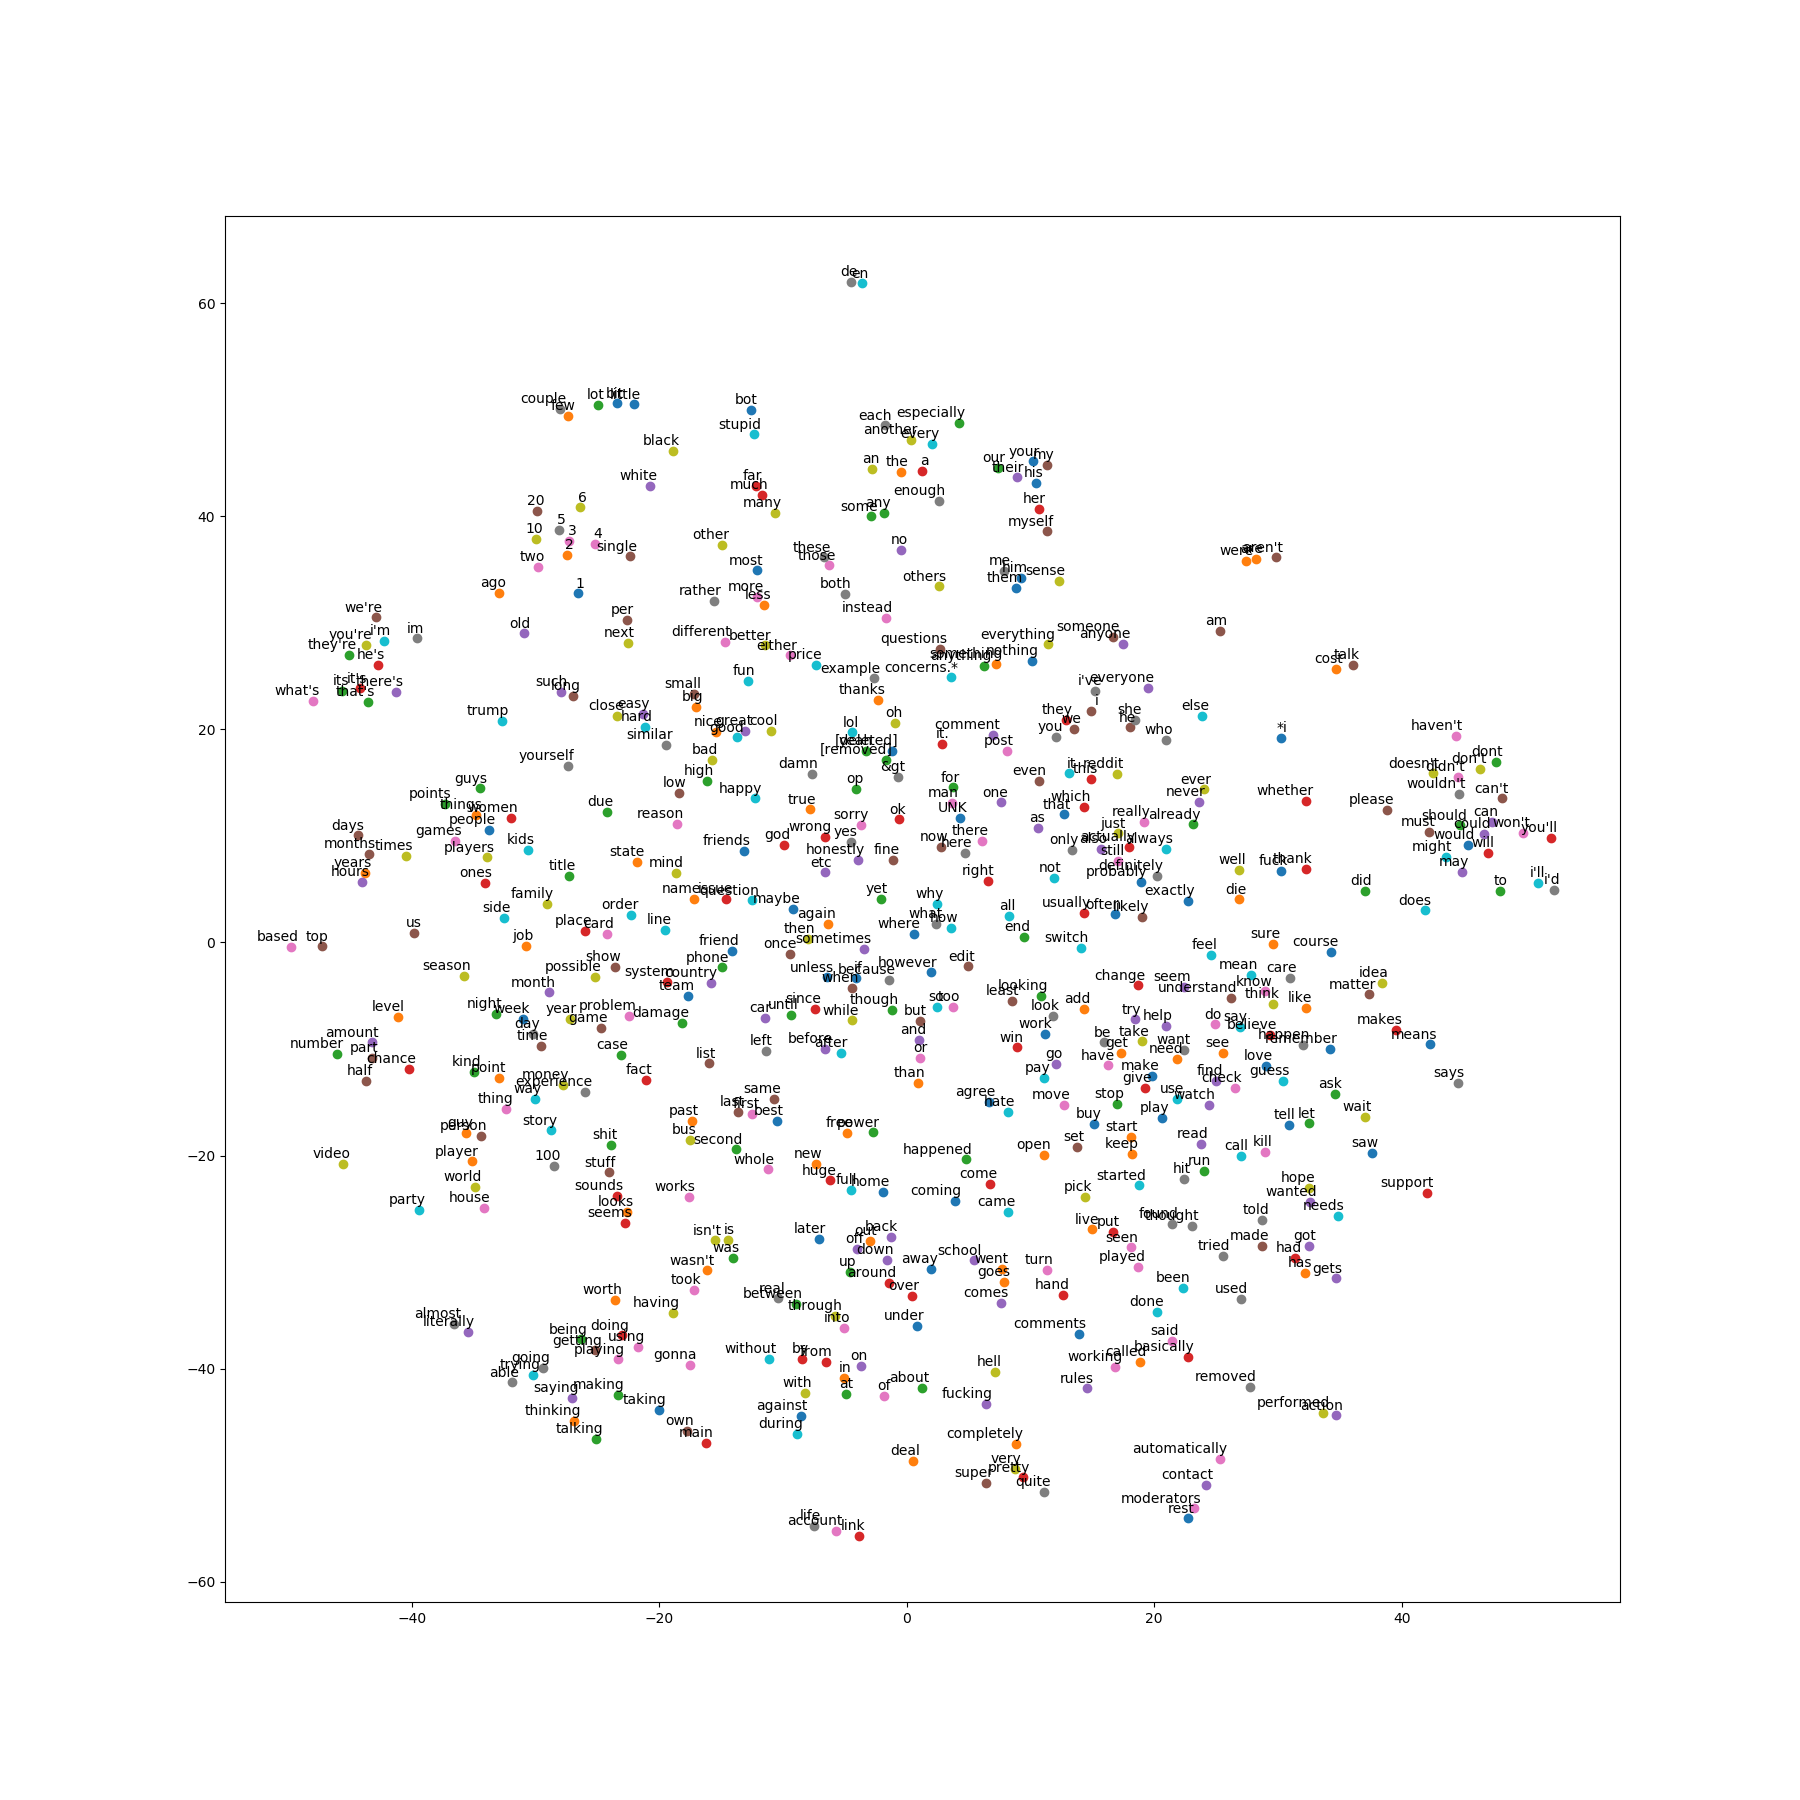 de en
60
couple few lot bit little bot
stupid each another every especially
black an the a our your my their his
white far much many enough her
some any myself
40
20 6 5 10 3 4 2 two single
other no these those
most more less both others me him them sense
were aren't
ago 1 rather instead
we're you're i'm im they're he's
old per next different better either
questions everything someone anyone am
something anything nothing
price example concerns.* cost talk
its it's there's that's what's
such long small big fun thanks i've everyone
20
trump close easy hard similar nice good great cool
lol oh it. comment post
they i we you she he who else *i haven't
yourself bad [deleted] yeah [removed] &gt
damn high low happy op for man
even it reddit this doesn't didn't don't dont wouldn't can't
guys points things women people due
reason true sorry ok UNK one which that as
ever never really already whether please
just actually also always only still
must should could can won't would will you'll might may
days months times games players kids
years hours ones title state mind friends
god wrong yes honestly fine now here there
etc right not definitely probably exactly
well fuck thank die did does to i'll i'd
family side order line name issue question maybe
yet why what how all usually often likely
place card again then where end switch
0
based top us job friend once sometimes
season possible show system country phone team
unless if because when however edit
feel sure course mean care idea matter
change seem understand know think like
month level night week year day time game problem damage
car until since while though so too least looking look
add try help do say believe happen remember makes means
number amount part chance half
kind point case list left before after but and or than
work win be take get have want need see
go pay make give use watch find check love guess ask says
money experience way thing fact
last first same best agree hate move stop
past bus second free power buy play tell let wait
guy person story shit set start keep read call kill saw
−20
video player world house party 100 stuff
sounds looks seems works whole new huge full home
happened come coming came open run hit
started pick hope wanted needs support
isn't is was wasn't later back out off down
up around over away school went goes comes
live put seen found thought told made tried got had has gets
took having worth real between through into under
turn played hand been used done
almost literally being getting doing using playing
gonna without by from on in at with of about
comments said basically called working rules
going trying able saying making taking
thinking talking own main against during
−40
hell fucking completely removed performed action
deal super very pretty quite
automatically contact moderators rest
life account link
−60
−40 −20 0 20 40